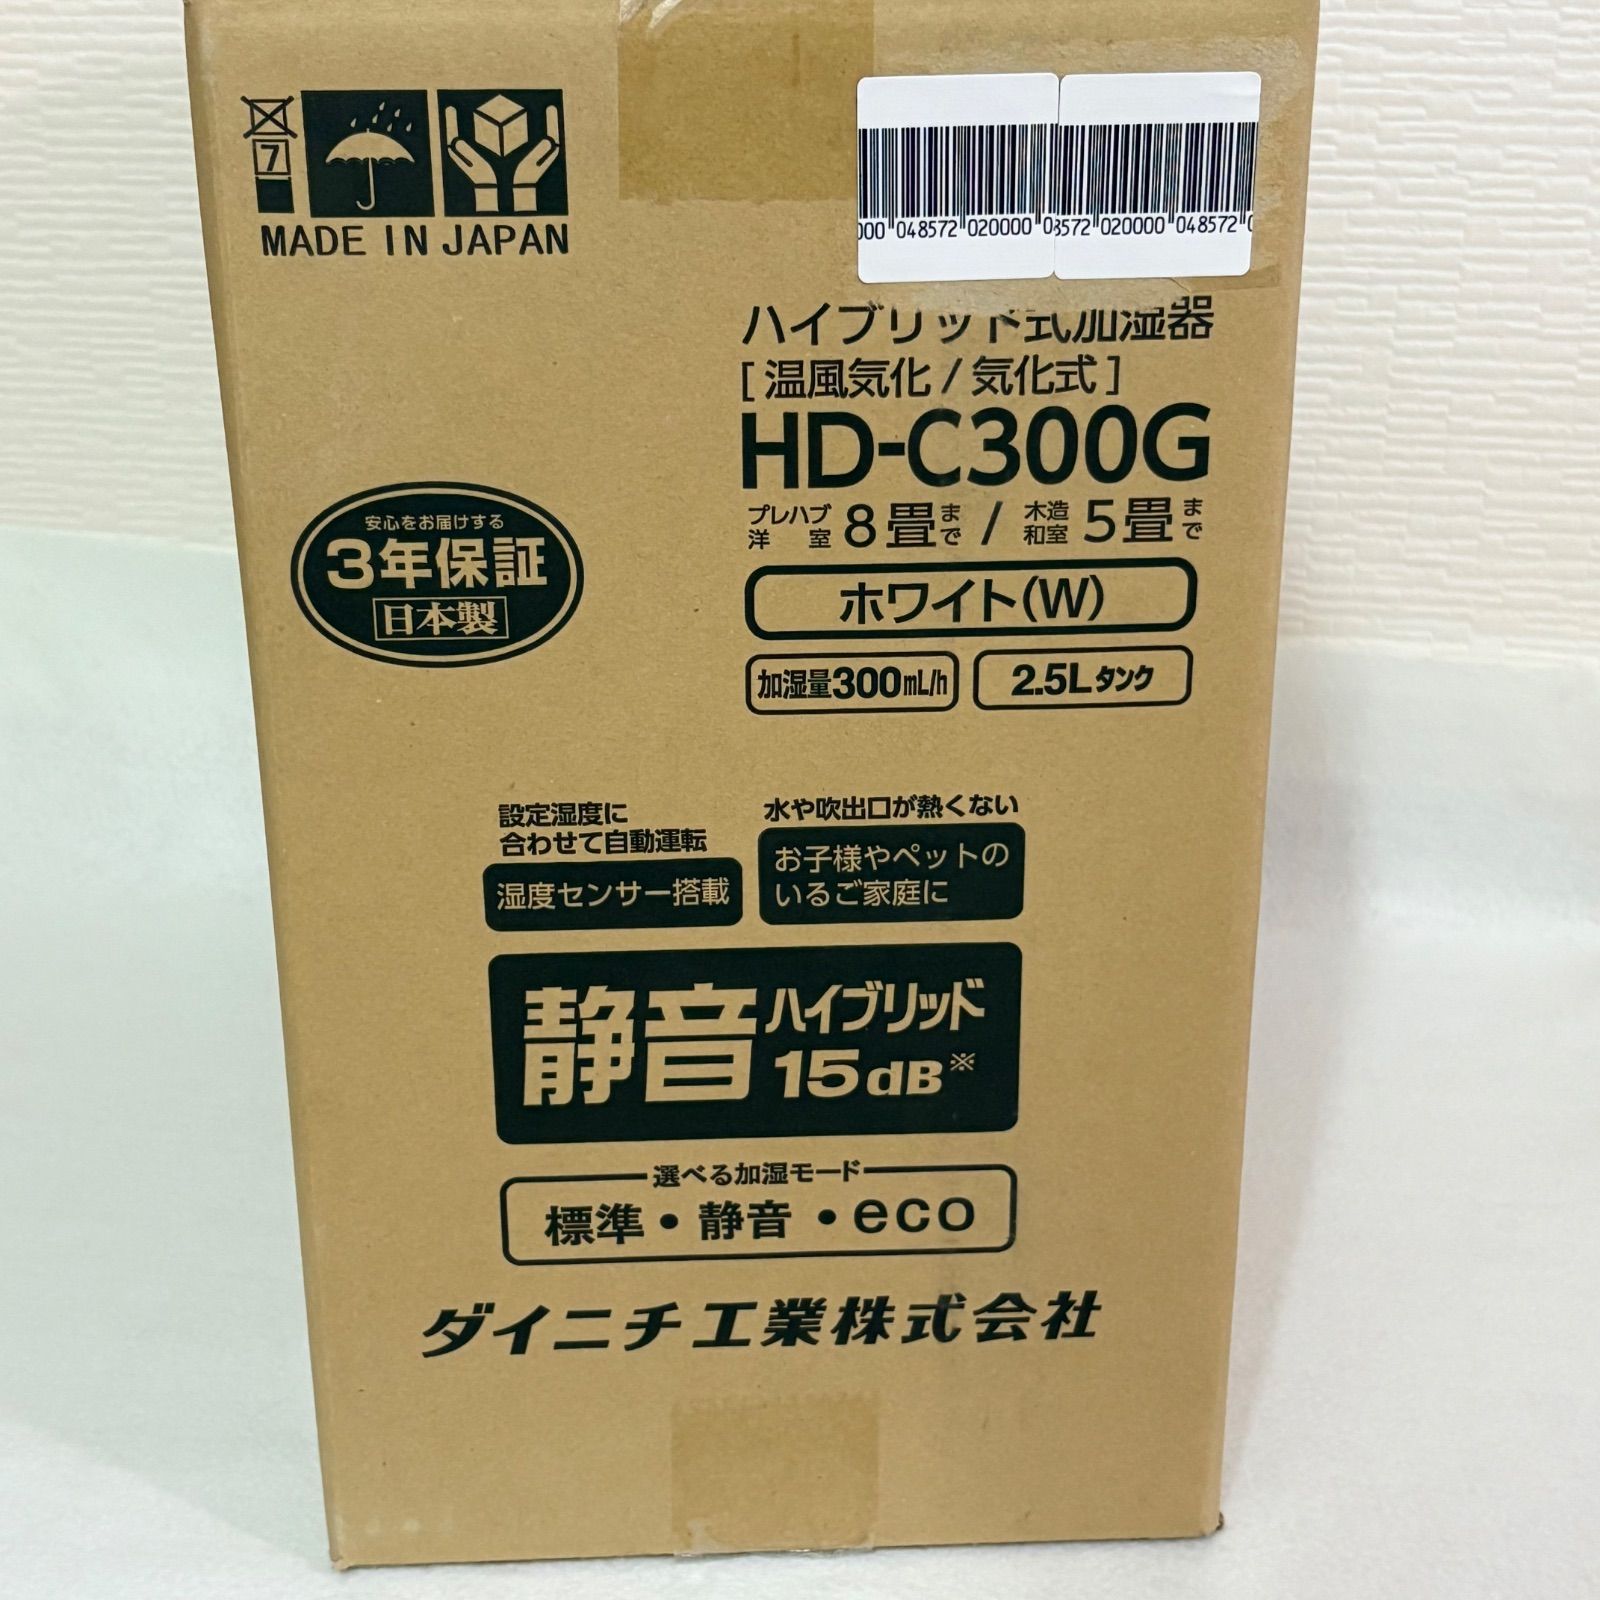 7
MADE IN JAPAN
048572 020000
8572 020000 048572
ハイブリッド式加湿器
[温風気化/気化式]
HD-C300G
プレハブ洋室8畳まで/木造和室5畳まで
ホワイト(W)
加湿量300mL/h
2.5Lタンク
安心をお届けする
3年保証
日本製
設定湿度に
合わせて自動運転
湿度センサー搭載
水や吹出口が熱くない
お子様やペットの
いるご家庭に
静音ハイブリッド
15dB※
選べる加湿モード
標準・静音・eco
ダイニチ工業株式会社